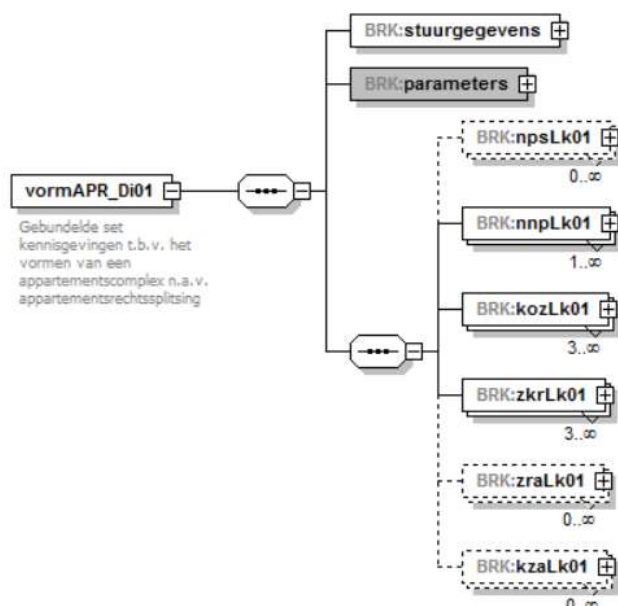 BRK:stuurgegevens
BRK:parameters
BRK:npsLk01
0..∞
vormAPR_Di01
Gebundelde set
kennisgevingen t.b.v. het
vormen van een
appartementscomplex n.a.v.
appartementsrechtssplitsing
BRK:nnpLk01
1..∞
BRK:kozLk01
3..∞
BRK:zkrLk01
3..∞
BRK:zraLk01
0..∞
BRK:kzaLk01
0..∞